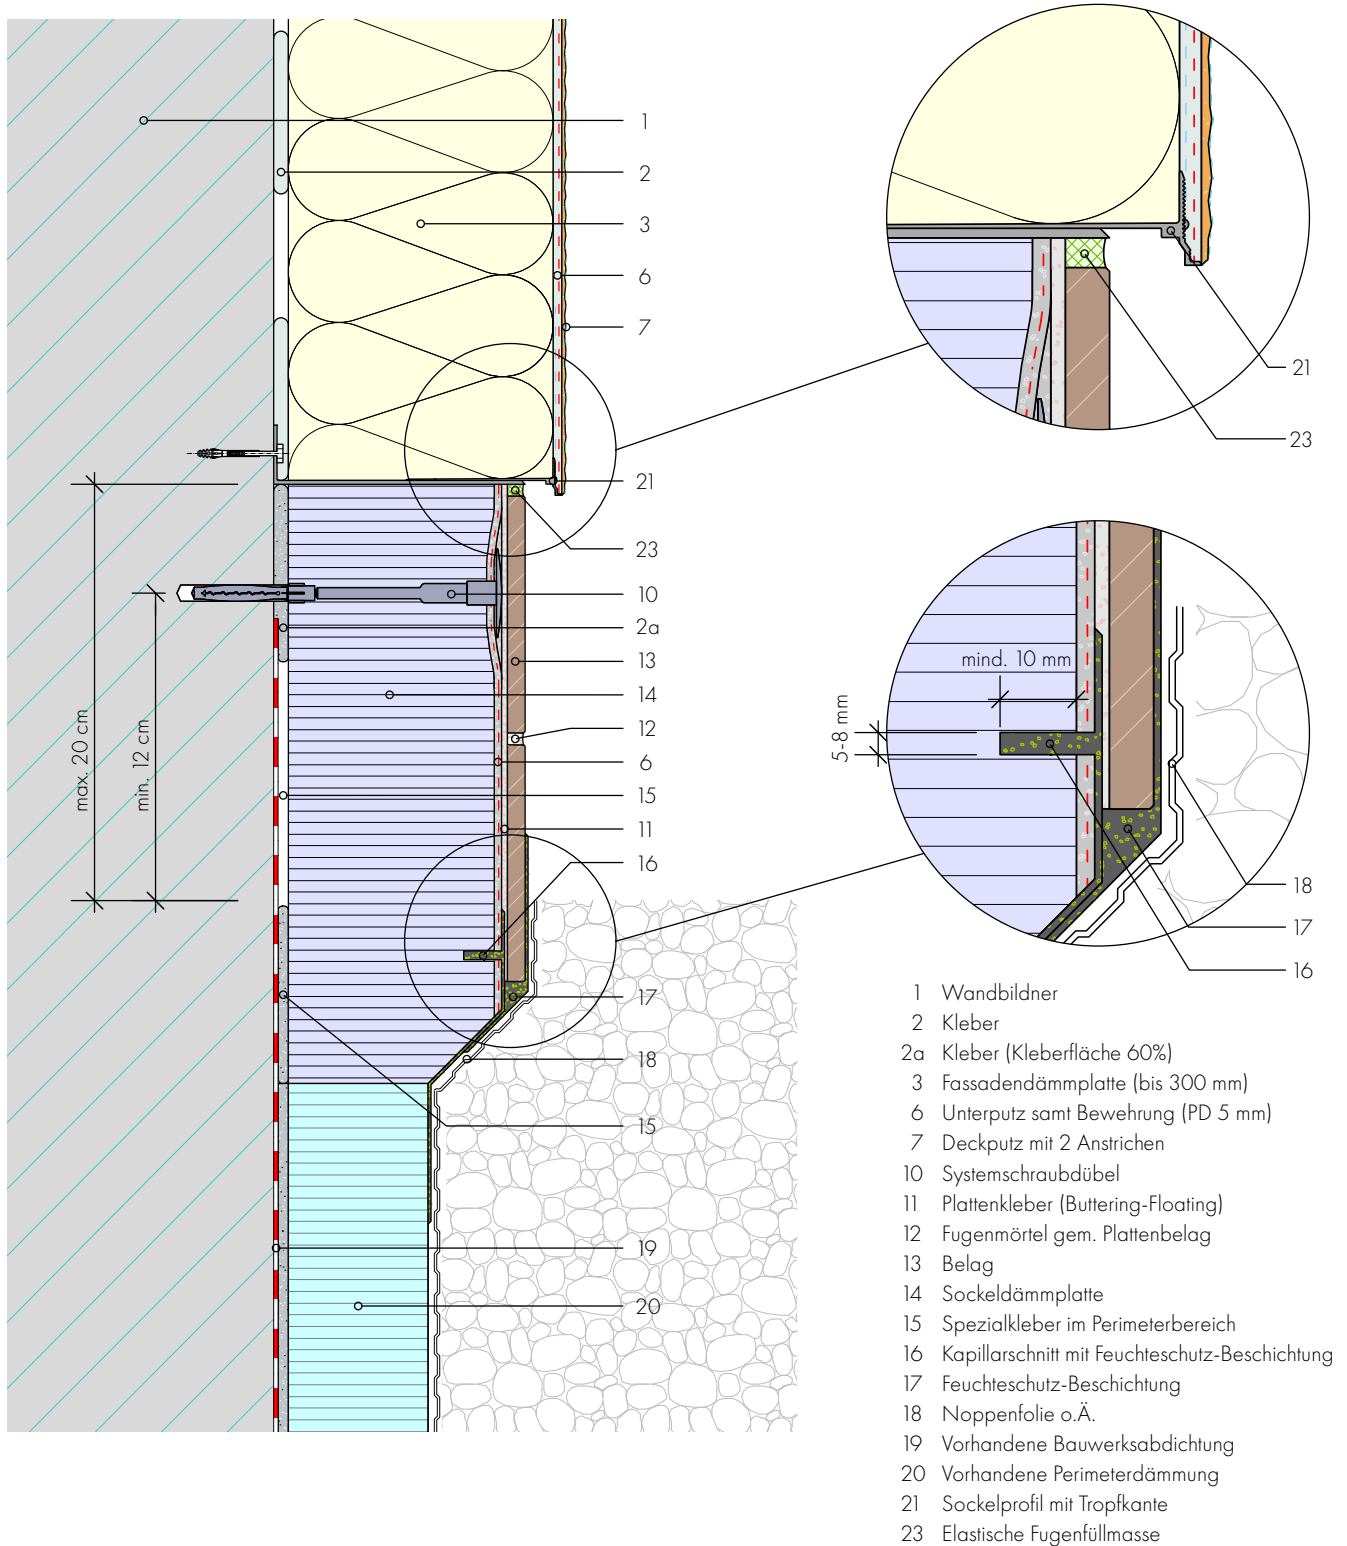 1
2
3
6
7
21
23
10
2a
13
14
12
6
15
11
16
17
18
15
19
20
max. 20 cm
min. 12 cm
21
23
mind. 10 mm
5-8 mm
18
17
16
1 Wandbildner
2 Kleber
2a Kleber (Kleberfläche 60%)
3 Fassadendämmplatte (bis 300 mm)
6 Unterputz samt Bewehrung (PD 5 mm)
7 Deckputz mit 2 Anstrichen
10 Systemschraubdübel
11 Plattenkleber (Buttering-Floating)
12 Fugenmörtel gem. Plattenbelag
13 Belag
14 Sockeldämmplatte
15 Spezialkleber im Perimeterbereich
16 Kapillarschnitt mit Feuchteschutz-Beschichtung
17 Feuchteschutz-Beschichtung
18 Noppenfolie o.Ä.
19 Vorhandene Bauwerksabdichtung
20 Vorhandene Perimeterdämmung
21 Sockelprofil mit Tropfkante
23 Elastische Fugenfüllmasse